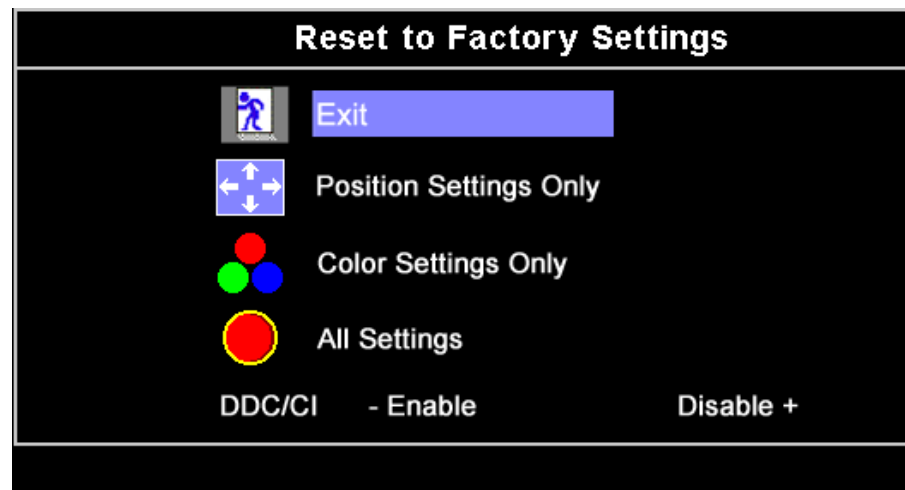 Reset to Factory Settings
Exit
Position Settings Only
Color Settings Only
All Settings
DDC/CI - Enable Disable +